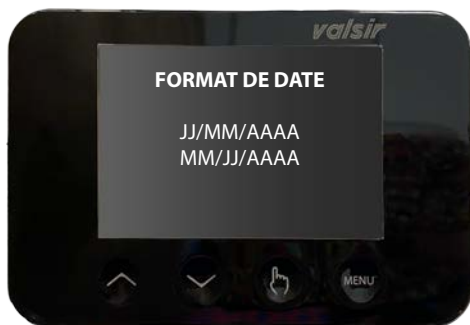 valsir
FORMAT DE DATE
JJ/MM/AAAA
MM/JJ/AAAA
MENU